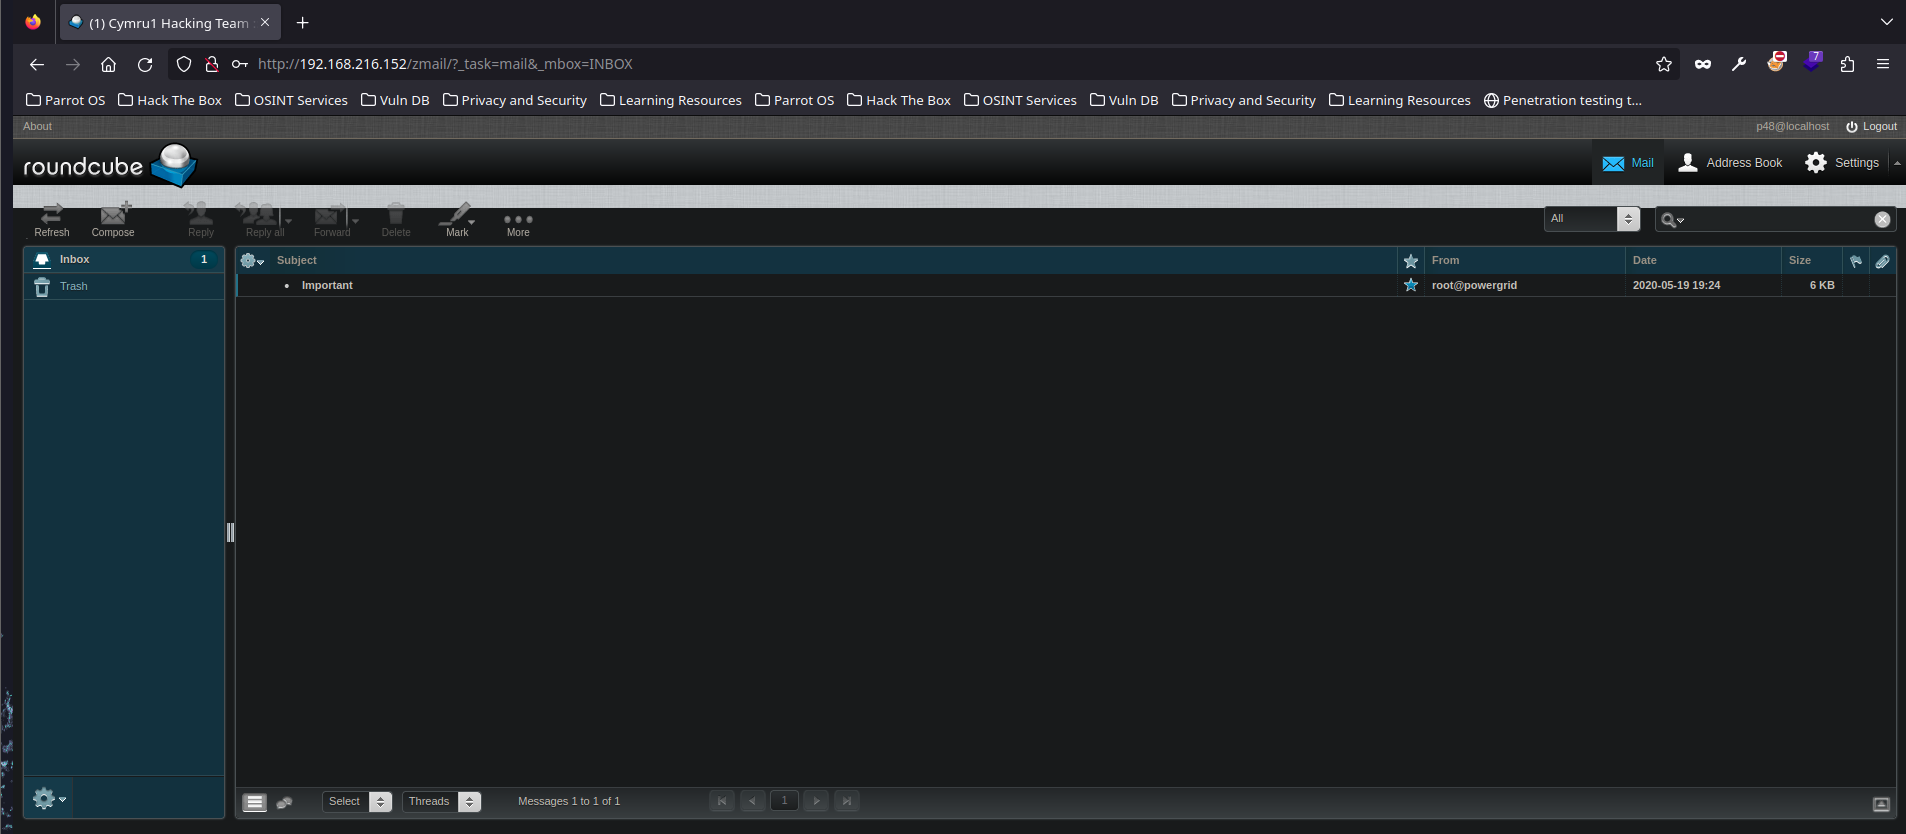 (1) Cymru1 Hacking Team
http://192.168.216.152/zmail/?_task=mail&_mbox=INBOX
7
Parrot OS Hack The Box OSINT Services Vuln DB Privacy and Security Learning Resources Parrot OS Hack The Box OSINT Services Vuln DB Privacy and Security Learning Resources Penetration testing t...
About p48@localhost Logout
roundcube Mail Address Book Settings
Refresh Compose Reply Reply all Forward Delete Mark More All
Inbox 1 Subject From Date Size
Trash Important root@powergrid 2020-05-19 19:24 6 KB
Select Threads Messages 1 to 1 of 1 1